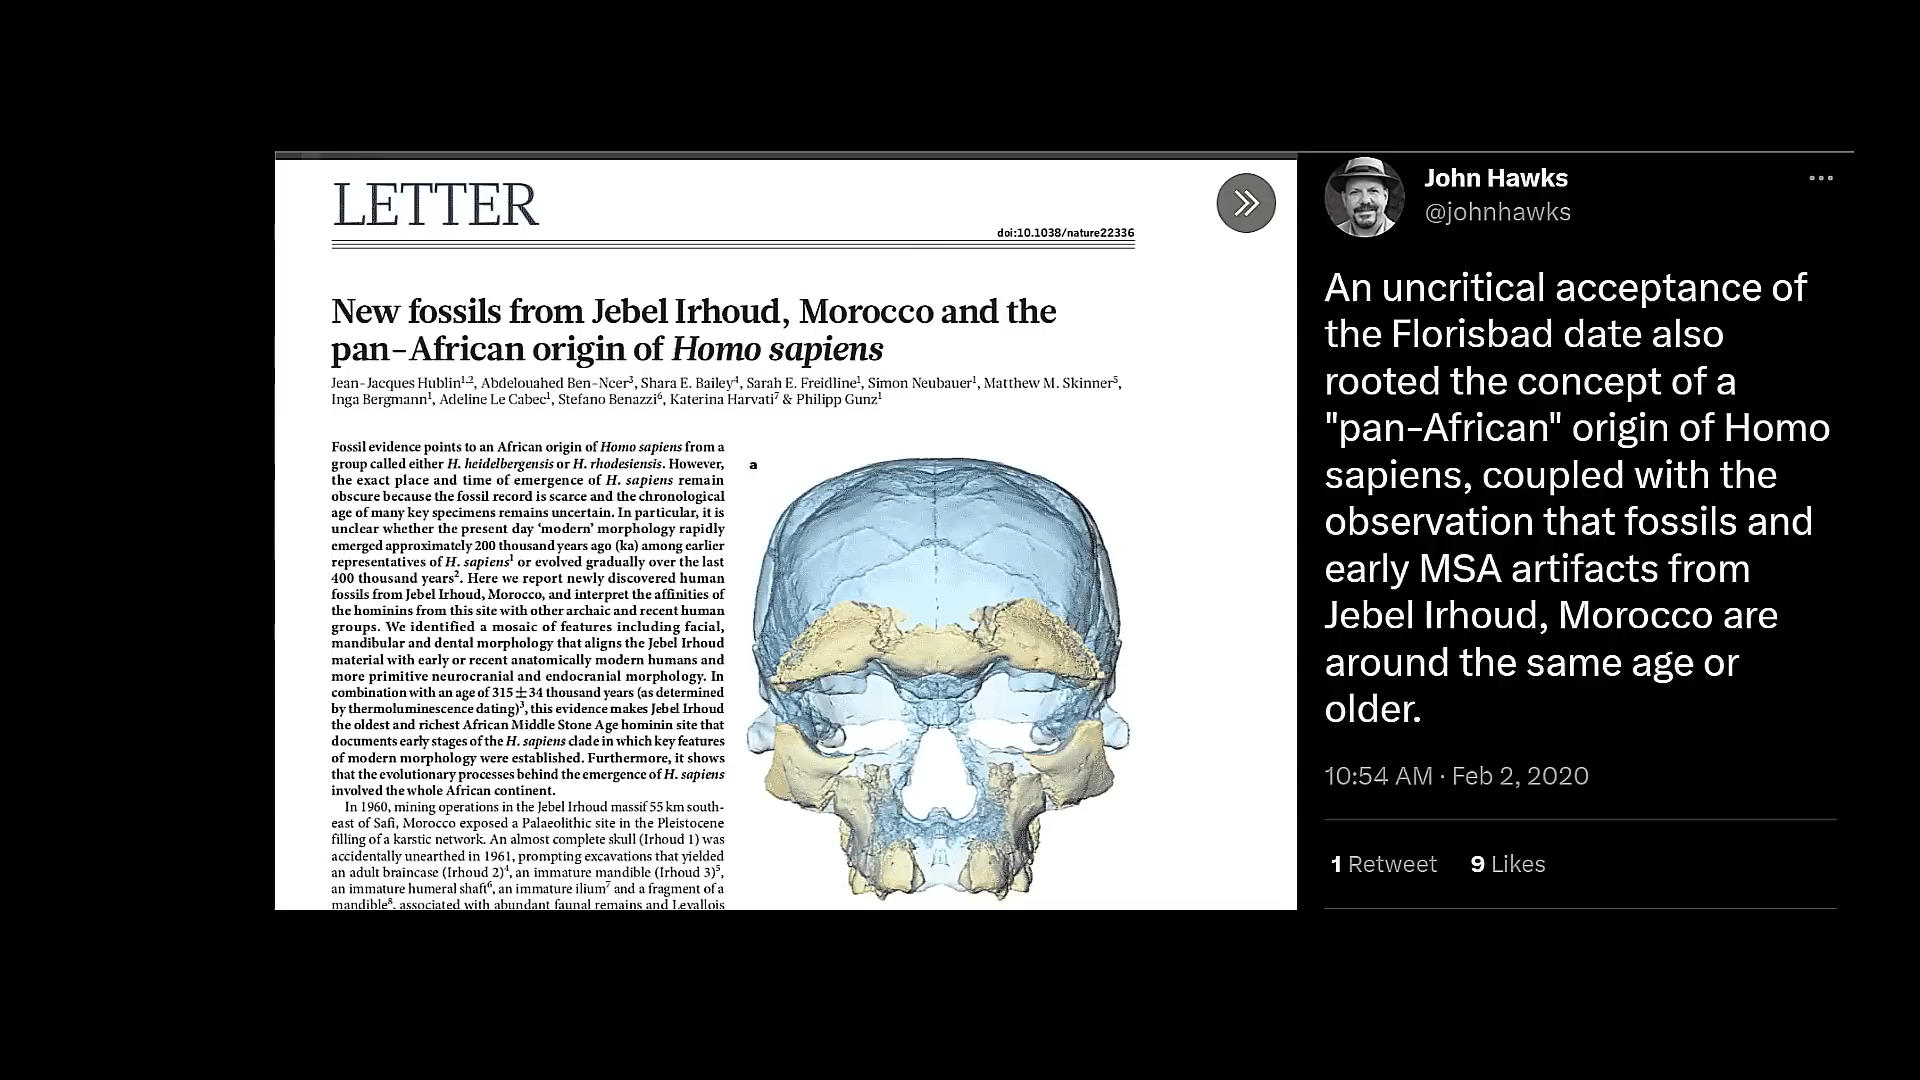 LETTER
doi:10.1038/nature22336
New fossils from Jebel Irhoud, Morocco and the
pan–African origin of Homo sapiens
Jean-Jacques Hublin1,2, Abdelouahed Ben-Ncer3, Shara E. Bailey4, Sarah E. Freidline1, Simon Neubauer1, Matthew M. Skinner5,
Inga Bergmann1, Adeline Le Cabec1, Stefano Benazzi6, Katerina Harvati7 & Philipp Gunz1
Fossil evidence points to an African origin of Homo sapiens from a
group called either H. heidelbergensis or H. rhodesiensis. However,
the exact place and time of emergence of H. sapiens remain
obscure because the fossil record is scarce and the chronological
age of many key specimens remains uncertain. In particular, it is
unclear whether the present day ‘modern’ morphology rapidly
emerged approximately 200 thousand years ago (ka) among earlier
representatives of H. sapiens1 or evolved gradually over the last
400 thousand years2. Here we report newly discovered human
fossils from Jebel Irhoud, Morocco, and interpret the affinities of
the hominins from this site with other archaic and recent human
groups. We identified a mosaic of features including facial,
mandibular and dental morphology that aligns the Jebel Irhoud
material with early or recent anatomically modern humans and
more primitive neurocranial and endocranial morphology. In
combination with an age of 315 ± 34 thousand years (as determined
by thermoluminescence dating)3, this evidence makes Jebel Irhoud
the oldest and richest African Middle Stone Age hominin site that
documents early stages of the H. sapiens clade in which key features
of modern morphology were established. Furthermore, it shows
that the evolutionary processes behind the emergence of H. sapiens
involved the whole African continent.
In 1960, mining operations in the Jebel Irhoud massif 55 km south-
east of Safi, Morocco exposed a Palaeolithic site in the Pleistocene
filling of a karstic network. An almost complete skull (Irhoud 1) was
accidentally unearthed in 1961, prompting excavations that yielded
an adult braincase (Irhoud 2)4, an immature mandible (Irhoud 3)5,
an immature humeral shaft6, an immature ilium7 and a fragment of a
mandible8, associated with abundant faunal remains and Levallois
a
John Hawks
@johnhawks
An uncritical acceptance of
the Florisbad date also
rooted the concept of a
"pan-African" origin of Homo
sapiens, coupled with the
observation that fossils and
early MSA artifacts from
Jebel Irhoud, Morocco are
around the same age or
older.
10:54 AM · Feb 2, 2020
1 Retweet 9 Likes